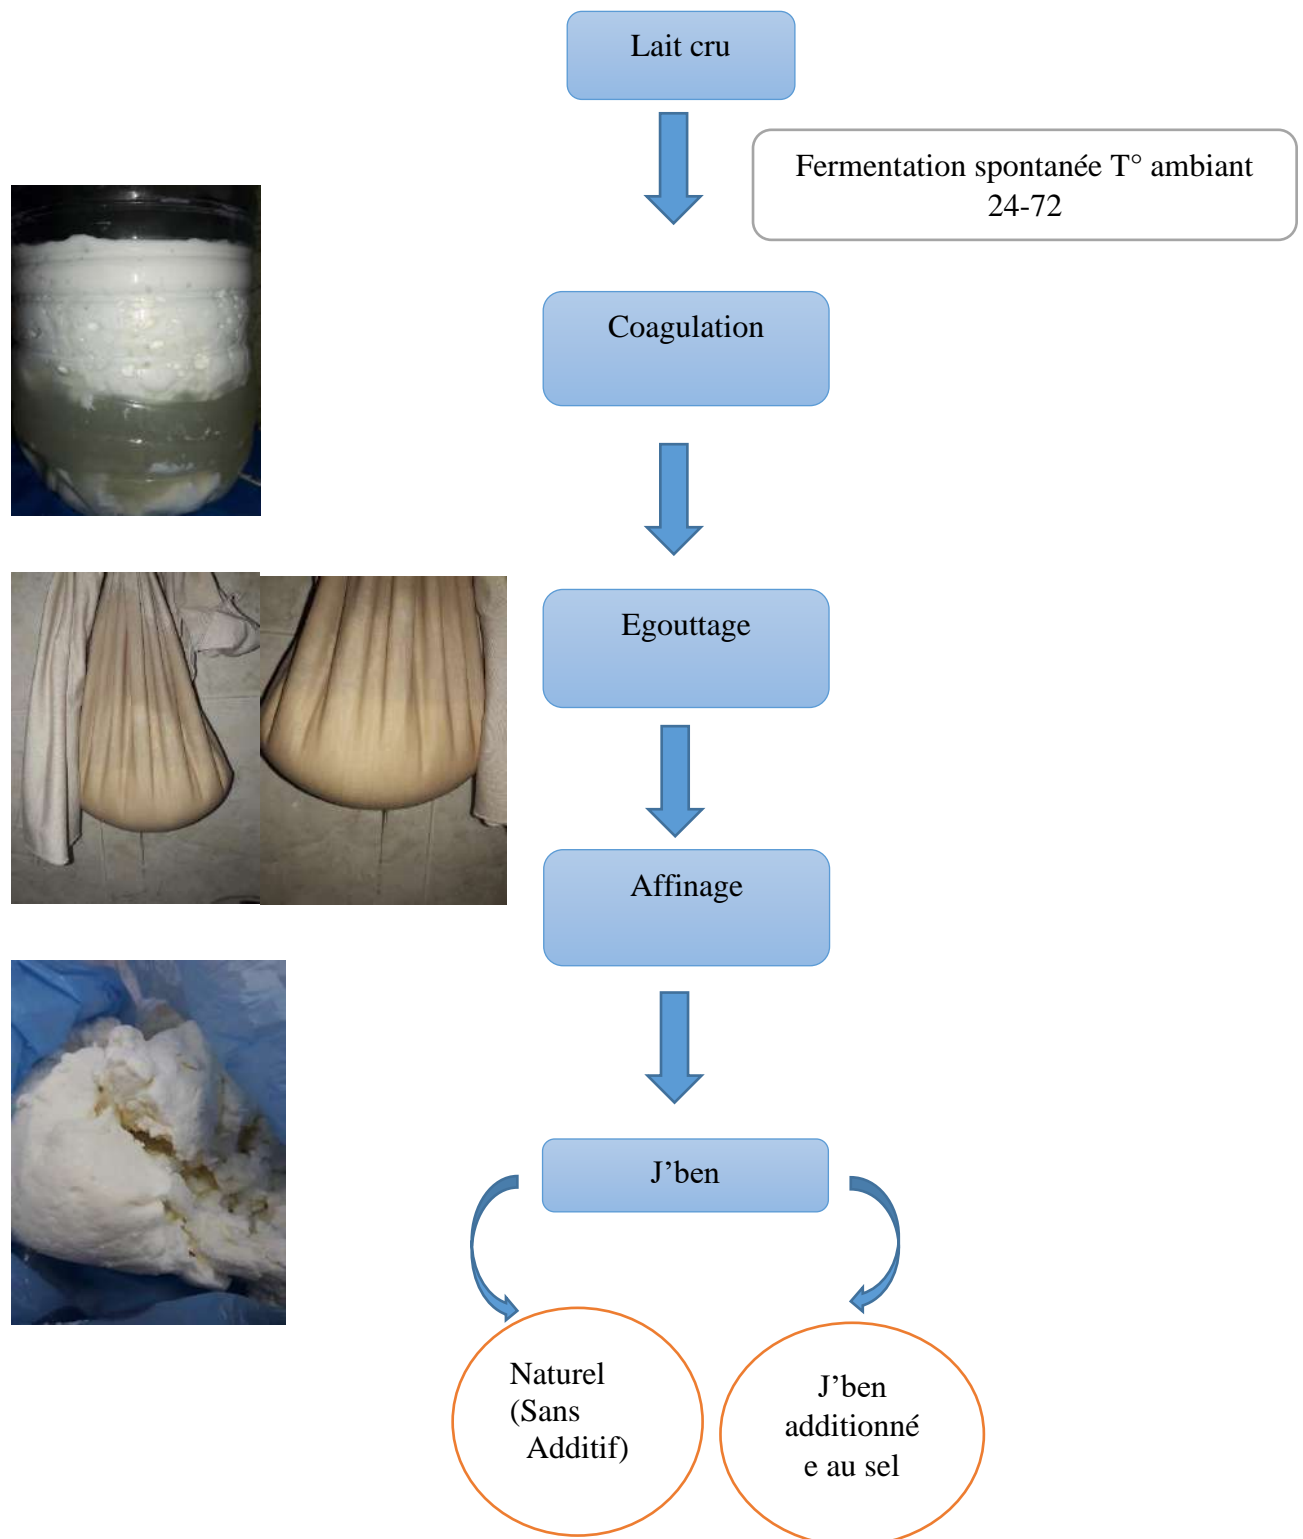 Lait cru
Fermentation spontanée T° ambiant
24-72
Coagulation
Egouttage
Affinage
J’ben
Naturel
(Sans
Additif)
J’ben
additionné
e au sel